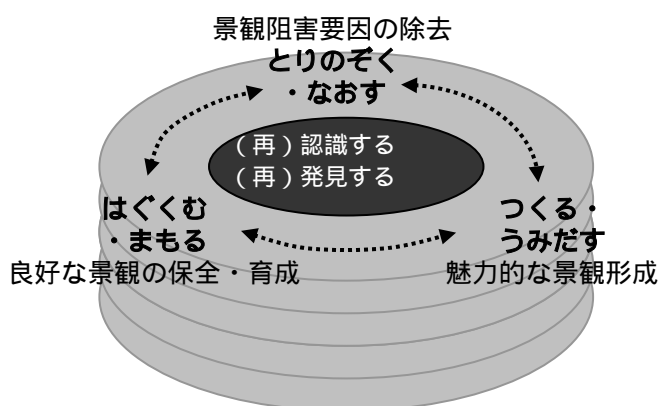 景観阻害要因の除去
とりのぞく
・なおす
（再）認識する
（再）発見する
はぐくむ
・まもる
良好な景観の保全・育成
つくる・
うみだす
魅力的な景観形成